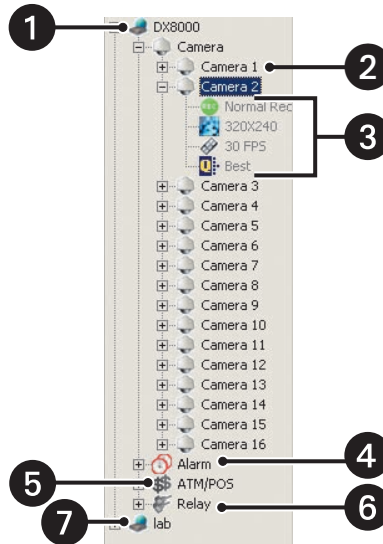 1 DX8000
Camera
Camera 1 2
Camera 2
REC Normal Rec
320X240
30 FPS
Q Best
3
Camera 3
Camera 4
Camera 5
Camera 6
Camera 7
Camera 8
Camera 9
Camera 10
Camera 11
Camera 12
Camera 13
Camera 14
Camera 15
Camera 16
Alarm 4
5 $$ ATM/POS
Relay 6
7 lab